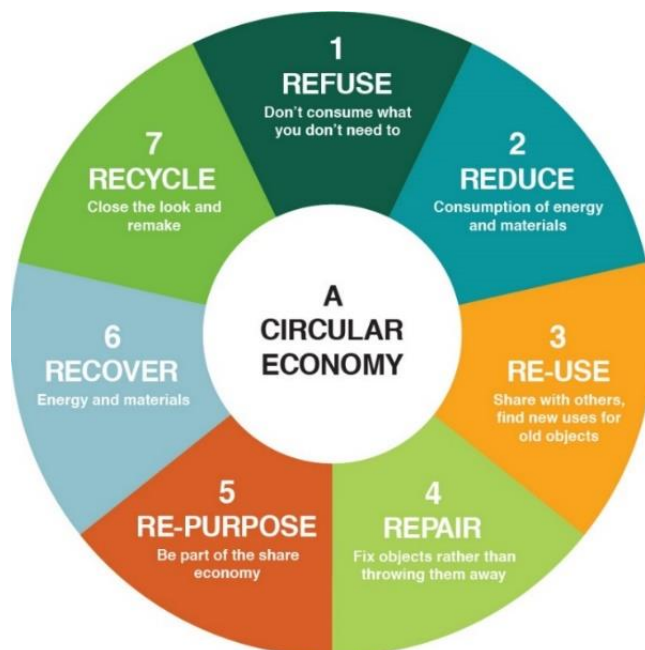 A
CIRCULAR
ECONOMY
1
REFUSE
Don't consume what
you don't need to
2
REDUCE
Consumption of energy
and materials
3
RE-USE
Share with others,
find new uses for
old objects
4
REPAIR
Fix objects rather than
throwing them away
5
RE-PURPOSE
Be part of the share
economy
6
RECOVER
Energy and materials
7
RECYCLE
Close the look and
remake